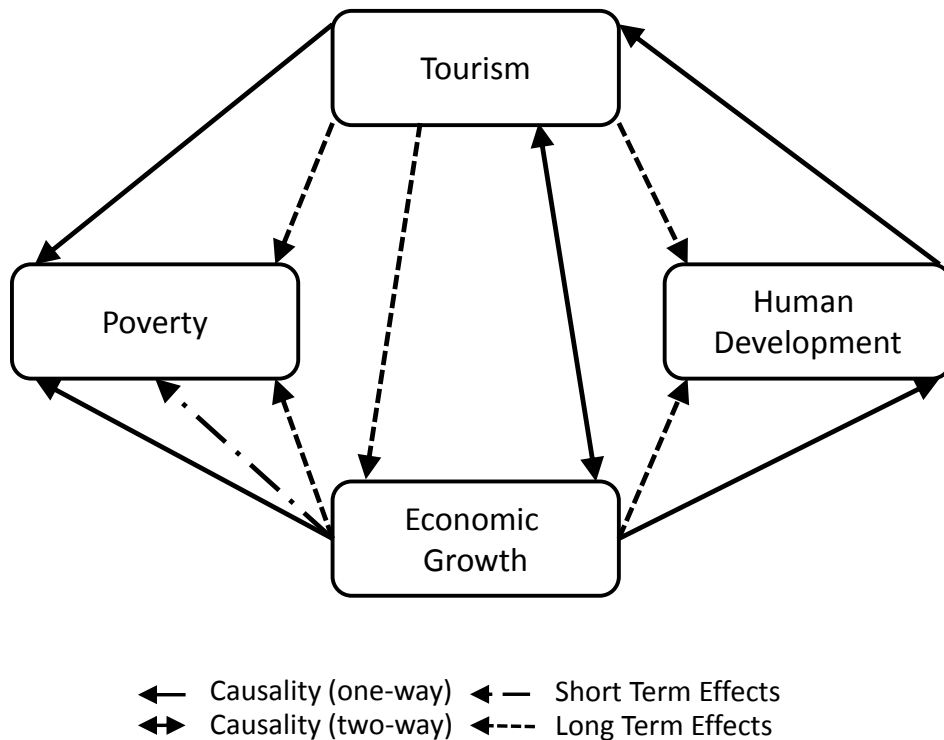 Tourism
Poverty
Human
Development
Economic
Growth
Causality (one-way)
Short Term Effects
Causality (two-way)
Long Term Effects